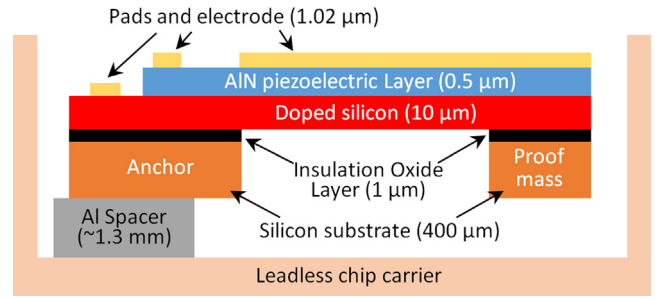 Pads and electrode (1.02 µm)
AlN piezoelectric Layer (0.5 µm)
Doped silicon (10 µm)
Anchor
Insulation Oxide
Layer (1 µm)
Proof
mass
Al Spacer
(~1.3 mm)
Silicon substrate (400 µm)
Leadless chip carrier